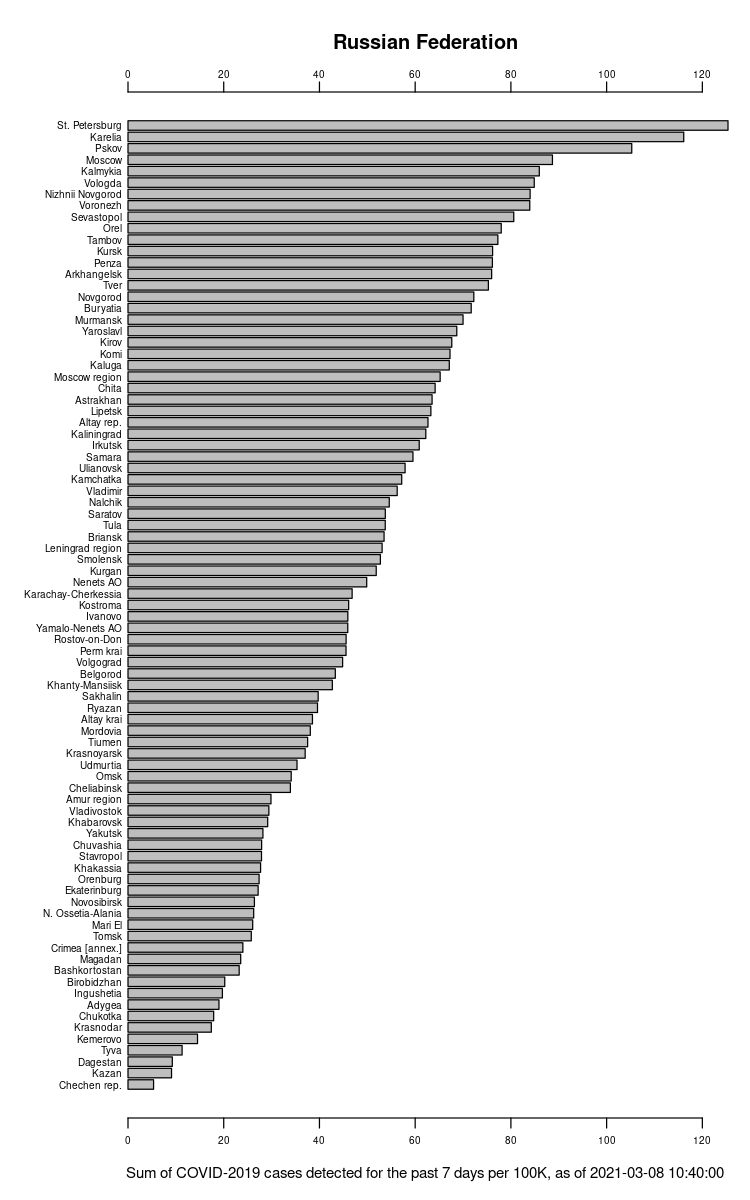 Russian Federation
0 20 40 60 80 100 120
St. Petersburg
Karelia
Pskov
Moscow
Kalmykia
Vologda
Nizhnii Novgorod
Voronezh
Sevastopol
Orel
Tambov
Kursk
Penza
Arkhangelsk
Tver
Novgorod
Buryatia
Murmansk
Yaroslavl
Kirov
Komi
Kaluga
Moscow region
Chita
Astrakhan
Lipetsk
Altay rep.
Kaliningrad
Irkutsk
Samara
Ulianovsk
Kamchatka
Vladimir
Nalchik
Saratov
Tula
Briansk
Leningrad region
Smolensk
Kurgan
Nenets AO
Karachay-Cherkessia
Kostroma
Ivanovo
Yamalo-Nenets AO
Rostov-on-Don
Perm krai
Volgograd
Belgorod
Khanty-Mansiisk
Sakhalin
Ryazan
Altay krai
Mordovia
Tiumen
Krasnoyarsk
Udmurtia
Omsk
Cheliabinsk
Amur region
Vladivostok
Khabarovsk
Yakutsk
Chuvashia
Stavropol
Khakassia
Orenburg
Ekaterinburg
Novosibirsk
N. Ossetia-Alania
Mari El
Tomsk
Crimea [annex.]
Magadan
Bashkortostan
Birobidzhan
Ingushetia
Adygea
Chukotka
Krasnodar
Kemerovo
Tyva
Dagestan
Kazan
Chechen rep.
0 20 40 60 80 100 120
Sum of COVID-2019 cases detected for the past 7 days per 100K, as of 2021-03-08 10:40:00